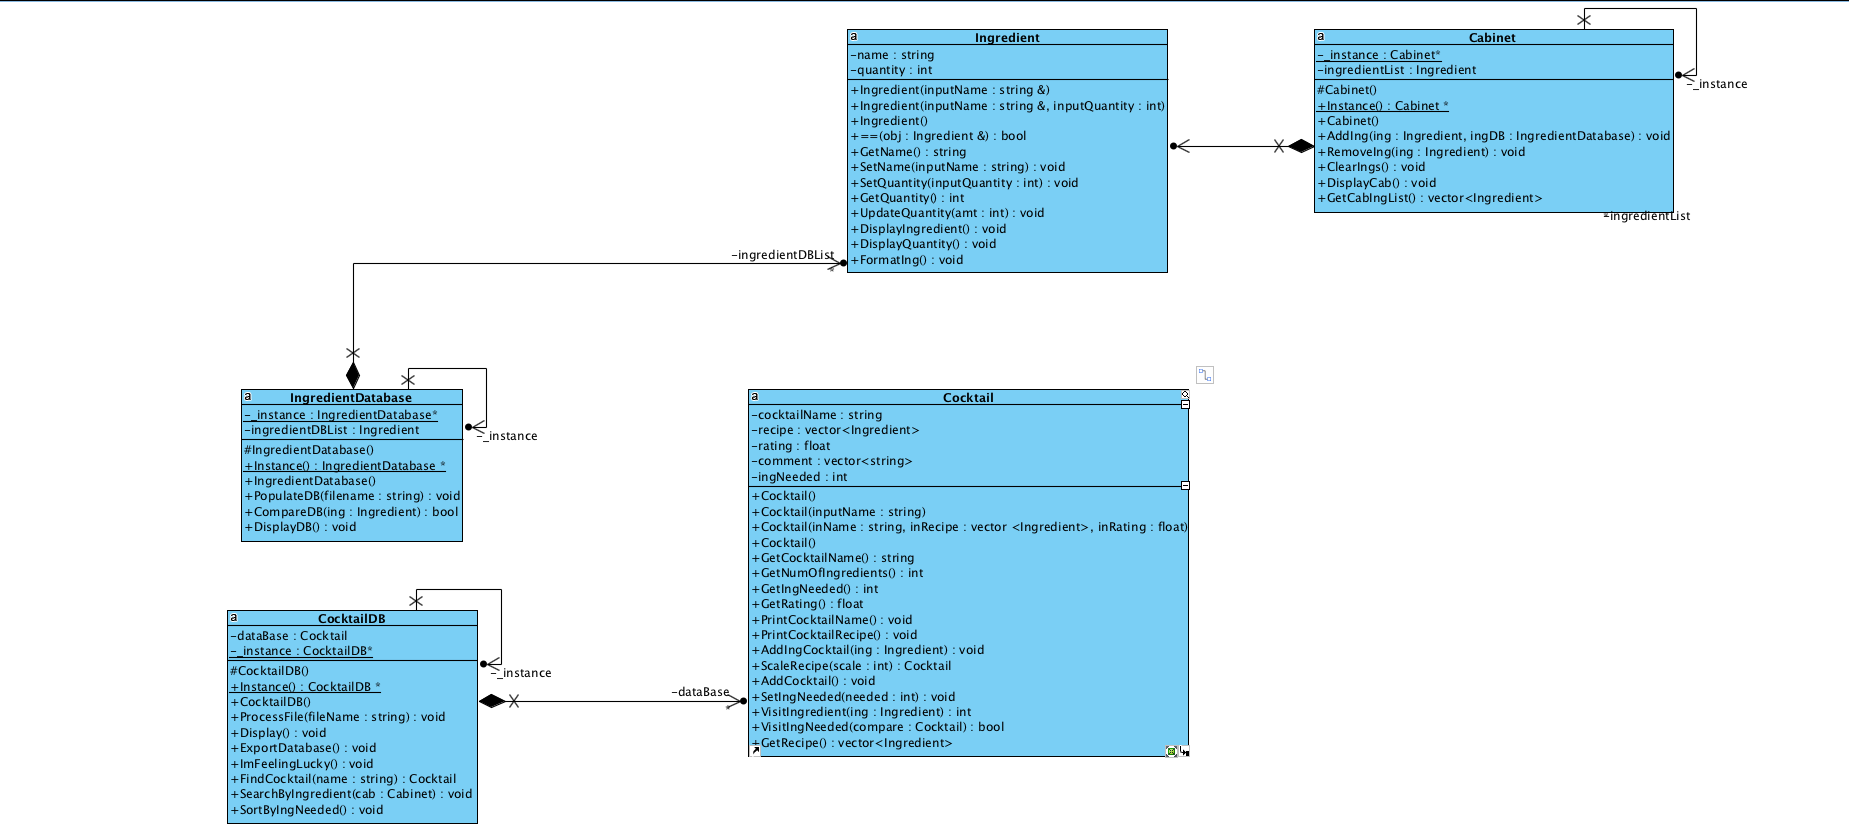 a
Ingredient
-name : string
-quantity : int
+Ingredient(inputName : string &)
+Ingredient(inputName : string &, inputQuantity : int)
+Ingredient()
+==(obj : Ingredient &) : bool
+GetName() : string
+SetName(inputName : string) : void
+SetQuantity(inputQuantity : int) : void
+GetQuantity() : int
+UpdateQuantity(amt : int) : void
+DisplayIngredient() : void
+DisplayQuantity() : void
+FormatIng() : void
a
Cabinet
-_instance : Cabinet*
-ingredientList : Ingredient
#Cabinet()
+Instance() : Cabinet *
+Cabinet()
+AddIng(ing : Ingredient, ingDB : IngredientDatabase) : void
+RemoveIng(ing : Ingredient) : void
+ClearIngs() : void
+DisplayCab() : void
+GetCabIngList() : vector<Ingredient>
-_instance
-ingredientList
*
-ingredientDBList
*
a
IngredientDatabase
-_instance : IngredientDatabase*
-ingredientDBList : Ingredient
#IngredientDatabase()
+Instance() : IngredientDatabase *
+IngredientDatabase()
+PopulateDB(filename : string) : void
+CompareDB(ing : Ingredient) : bool
+DisplayDB() : void
-_instance
a
Cocktail
-cocktailName : string
-recipe : vector<Ingredient>
-rating : float
-comment : vector<string>
-ingNeeded : int
+Cocktail()
+Cocktail(inputName : string)
+Cocktail(inName : string, inRecipe : vector <Ingredient>, inRating : float)
+Cocktail()
+GetCocktailName() : string
+GetNumOfIngredients() : int
+GetIngNeeded() : int
+GetRating() : float
+PrintCocktailName() : void
+PrintCocktailRecipe() : void
+AddIngCocktail(ing : Ingredient) : void
+ScaleRecipe(scale : int) : Cocktail
+AddCocktail() : void
+SetIngNeeded(needed : int) : void
+VisitIngredient(ing : Ingredient) : int
+VisitIngNeeded(compare : Cocktail) : bool
+GetRecipe() : vector<Ingredient>
a
CocktailDB
-dataBase : Cocktail
-_instance : CocktailDB*
#CocktailDB()
+Instance() : CocktailDB *
+CocktailDB()
+ProcessFile(fileName : string) : void
+Display() : void
+ExportDatabase() : void
+ImFeelingLucky() : void
+FindCocktail(name : string) : Cocktail
+SearchByIngredient(cab : Cabinet) : void
+SortByIngNeeded() : void
-_instance
-dataBase
*